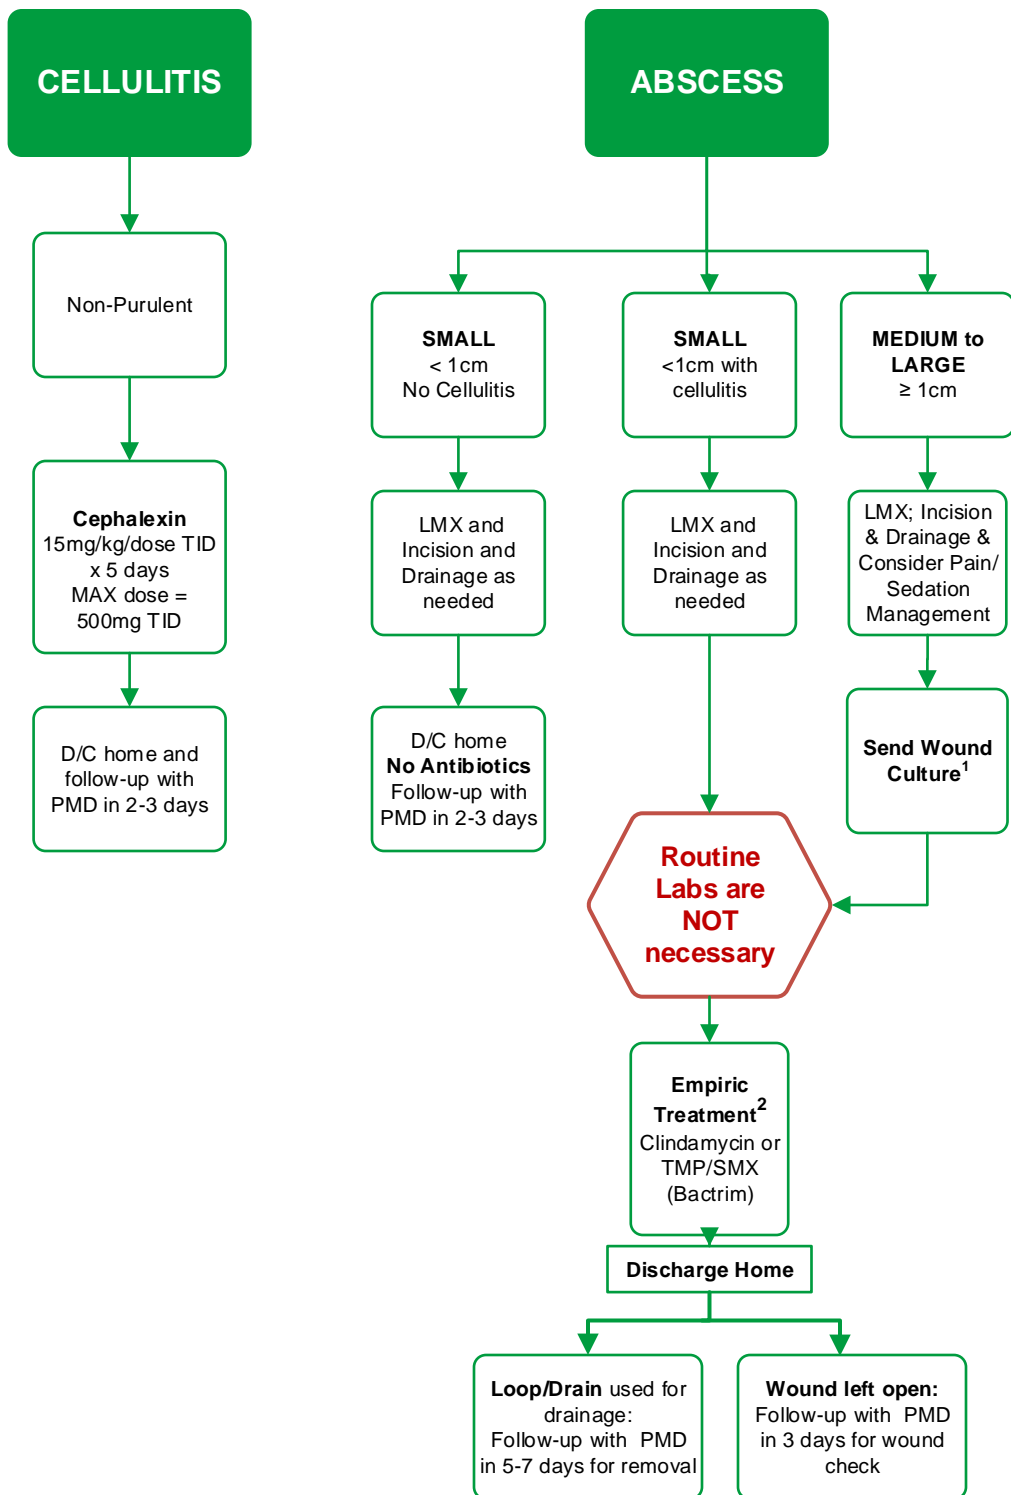 CELLULITIS
Non-Purulent
Cephalexin
15mg/kg/dose TID
x 5 days
MAX dose =
500mg TID
D/C home and
follow-up with
PMD in 2-3 days
ABSCESS
SMALL
< 1cm
No Cellulitis
LMX and
Incision and
Drainage as
needed
D/C home
No Antibiotics
Follow-up with
PMD in 2-3 days
SMALL
<1cm with
cellulitis
LMX and
Incision and
Drainage as
needed
MEDIUM to
LARGE
≥ 1cm
LMX; Incision
& Drainage &
Consider Pain/
Sedation
Management
Send Wound
Culture1
Routine
Labs are
NOT
necessary
Empiric
Treatment2
Clindamycin or
TMP/SMX
(Bactrim)
Discharge Home
Loop/Drain used for
drainage:
Follow-up with PMD
in 5-7 days for removal
Wound left open:
Follow-up with PMD
in 3 days for wound
check